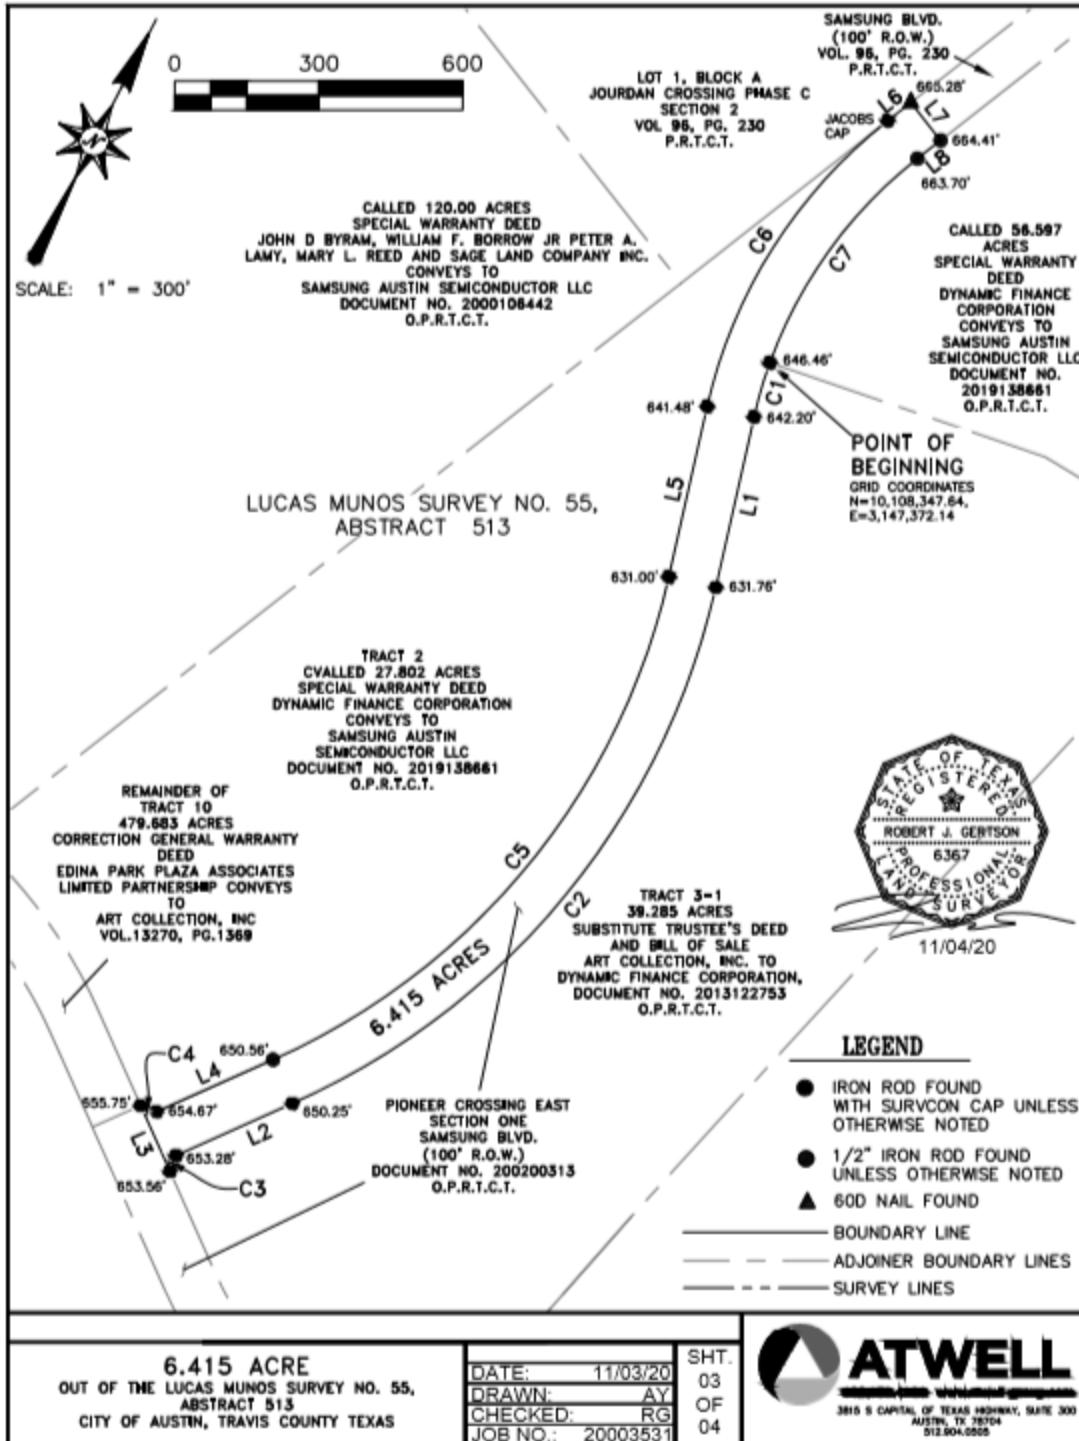 SAMSUNG BLVD.
(100' R.O.W.)
VOL. 96, PG. 230
P.R.T.C.T.
0 300 600
SCALE: 1" = 300'
LOT 1, BLOCK A
JOURDAN CROSSING PHASE C
SECTION 2
VOL 96, PG. 230
P.R.T.C.T.
L6
665.28'
L7
JACOBS
CAP
664.41'
L8
663.70'
CALLED 120.00 ACRES
SPECIAL WARRANTY DEED
JOHN D BYRAM, WILLIAM F. BORROW JR PETER A.
LAMY, MARY L. REED AND SAGE LAND COMPANY INC.
CONVEYS TO
SAMSUNG AUSTIN SEMICONDUCTOR LLC
DOCUMENT NO. 2000106442
O.P.R.T.C.T.
C6
C7
CALLED 56.597
ACRES
SPECIAL WARRANTY
DEED
DYNAMIC FINANCE
CORPORATION
CONVEYS TO
SAMSUNG AUSTIN
SEMICONDUCTOR LLC
DOCUMENT NO.
2019138661
O.P.R.T.C.T.
646.46'
C1
641.48'
642.20'
POINT OF
BEGINNING
GRID COORDINATES
N=10,108,347.64,
E=3,147,372.14
L5
L1
LUCAS MUNOS SURVEY NO. 55,
ABSTRACT 513
631.00'
631.76'
TRACT 2
CVALLED 27.802 ACRES
SPECIAL WARRANTY DEED
DYNAMIC FINANCE CORPORATION
CONVEYS TO
SAMSUNG AUSTIN
SEMICONDUCTOR LLC
DOCUMENT NO. 2019138661
O.P.R.T.C.T.
STATE OF TEXAS
REGISTERED
ROBERT J. GERTSON
6367
PROFESSIONAL
LAND SURVEYOR
11/04/20
REMAINDER OF
TRACT 10
479.683 ACRES
CORRECTION GENERAL WARRANTY
DEED
EDINA PARK PLAZA ASSOCIATES
LIMITED PARTNERSHIP CONVEYS
TO
ART COLLECTION, INC
VOL.13270, PG.1369
C5
C2
6.415 ACRES
TRACT 3-1
39.285 ACRES
SUBSTITUTE TRUSTEE'S DEED
AND BILL OF SALE
ART COLLECTION, INC. TO
DYNAMIC FINANCE CORPORATION,
DOCUMENT NO. 2013122753
O.P.R.T.C.T.
C4
650.56'
L4
655.75'
654.67'
650.25'
L3
L2
653.28'
653.56'
C3
PIONEER CROSSING EAST
SECTION ONE
SAMSUNG BLVD.
(100' R.O.W.)
DOCUMENT NO. 200200313
O.P.R.T.C.T.
LEGEND
IRON ROD FOUND
WITH SURVCON CAP UNLESS
OTHERWISE NOTED
1/2" IRON ROD FOUND
UNLESS OTHERWISE NOTED
60D NAIL FOUND
BOUNDARY LINE
ADJOINER BOUNDARY LINES
SURVEY LINES
6.415 ACRE
OUT OF THE LUCAS MUNOS SURVEY NO. 55,
ABSTRACT 513
CITY OF AUSTIN, TRAVIS COUNTY TEXAS
DATE: 11/03/20
DRAWN: AY
CHECKED: RG
JOB NO.: 20003531
SHT.
03
OF
04
ATWELL
3815 S CAPITAL OF TEXAS HIGHWAY, SUITE 300
AUSTIN, TX 78704
512.904.0505